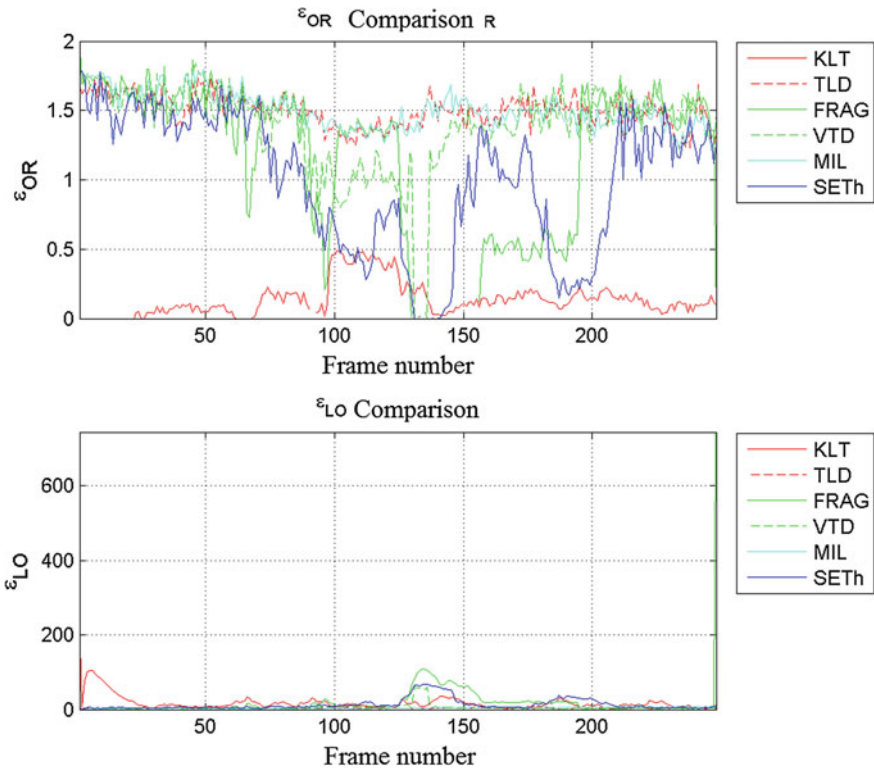 εOR Comparison R
2
1.5
1
0.5
0
εOR
50 100 150 200
Frame number
KLT
TLD
FRAG
VTD
MIL
SETh
εLO Comparison
600
400
200
0
εLO
50 100 150 200
Frame number
KLT
TLD
FRAG
VTD
MIL
SETh